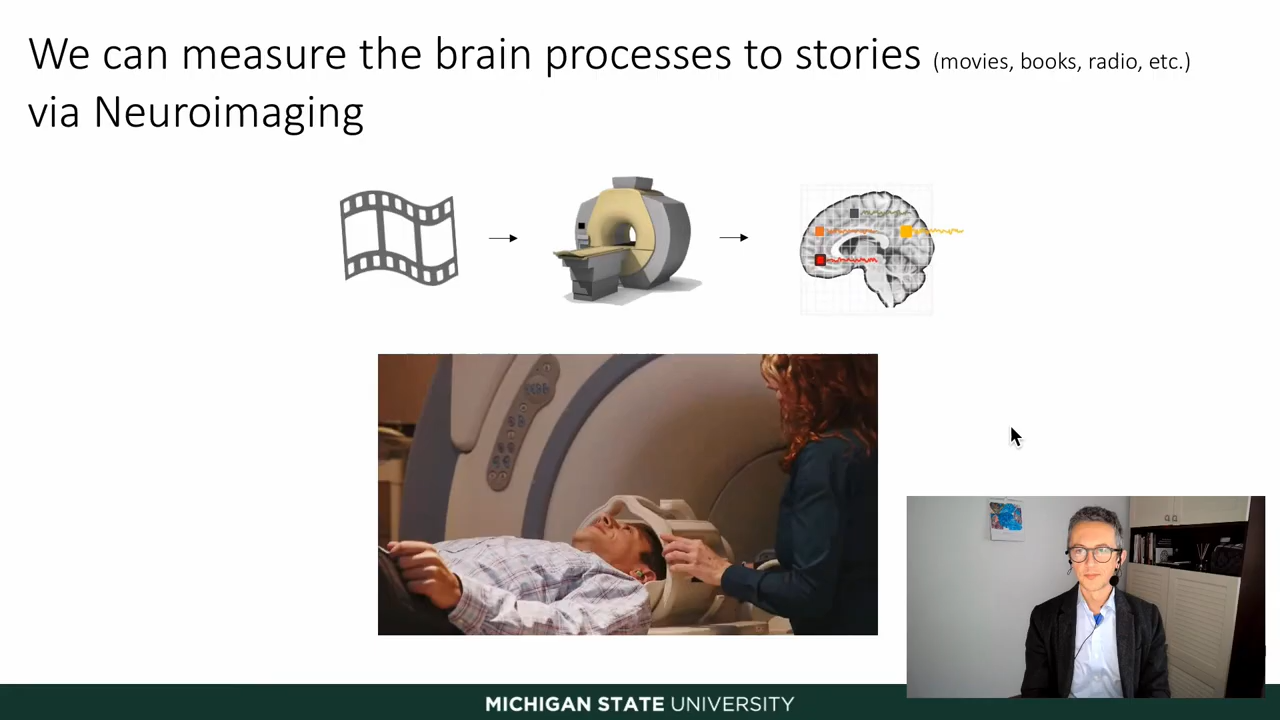 We can measure the brain processes to stories (movies, books, radio, etc.)
via Neuroimaging
MICHIGAN STATE UNIVERSITY